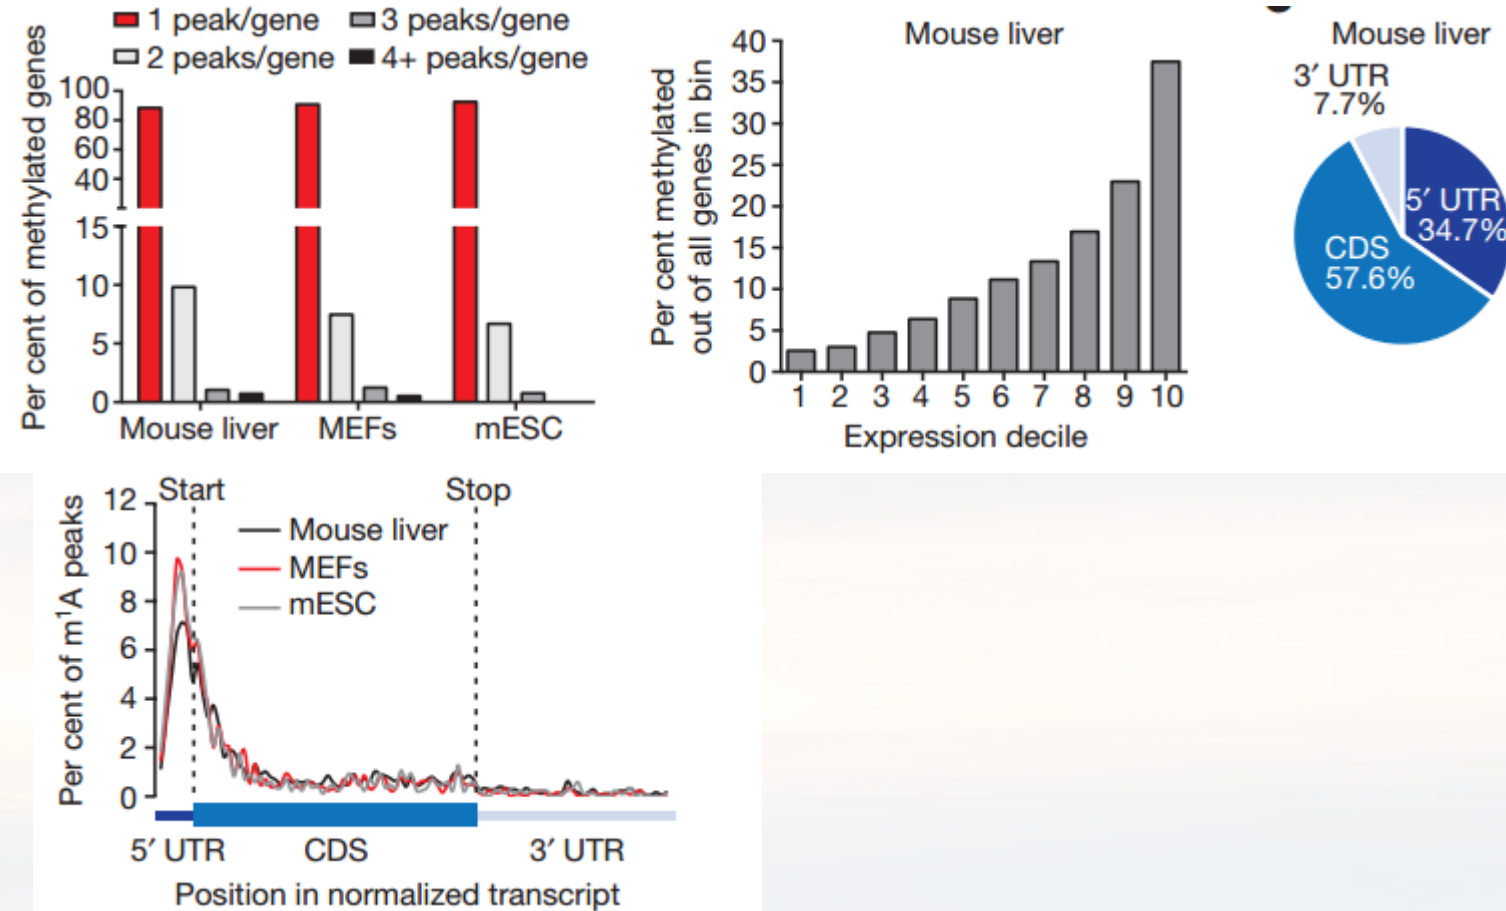 1 peak/gene 3 peaks/gene
2 peaks/gene 4+ peaks/gene
Per cent of methylated genes
100
80
60
40
15
10
5
0
Mouse liver MEFs mESC
Mouse liver
Per cent methylated
out of all genes in bin
40
35
30
25
20
15
10
5
0
1 2 3 4 5 6 7 8 9 10
Expression decile
Mouse liver
3′ UTR
7.7%
5′ UTR
34.7%
CDS
57.6%
Start Stop
Mouse liver
MEFs
mESC
Per cent of m¹A peaks
12
10
8
6
4
2
0
5′ UTR CDS 3′ UTR
Position in normalized transcript